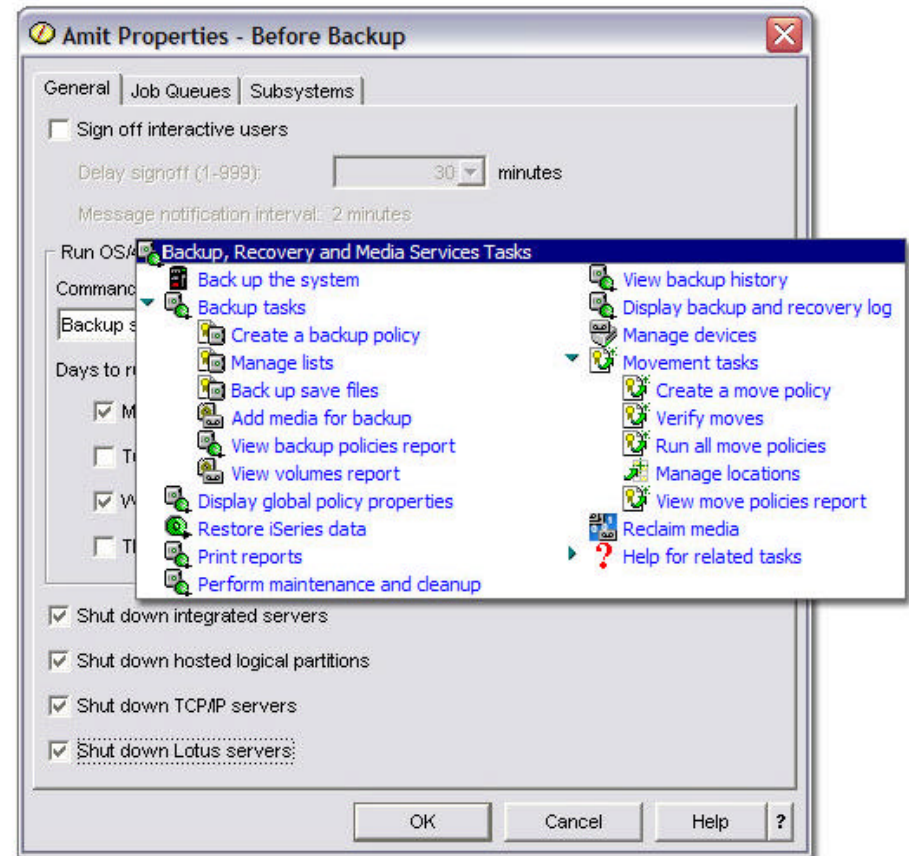 Amit Properties - Before Backup
General
Job Queues
Subsystems
Sign off interactive users
Delay signoff (1-999):
30
minutes
Message notification interval: 2 minutes
Run OS/
Backup, Recovery and Media Services Tasks
Comman
Backup s
Days to r
M
T
W
T
Back up the system
Backup tasks
Create a backup policy
Manage lists
Back up save files
Add media for backup
View backup policies report
View volumes report
Display global policy properties
Restore iSeries data
Print reports
Perform maintenance and cleanup
View backup history
Display backup and recovery log
Manage devices
Movement tasks
Create a move policy
Verify moves
Run all move policies
Manage locations
View move policies report
Reclaim media
? Help for related tasks
Shut down integrated servers
Shut down hosted logical partitions
Shut down TCP/IP servers
Shut down Lotus servers
OK
Cancel
Help
?